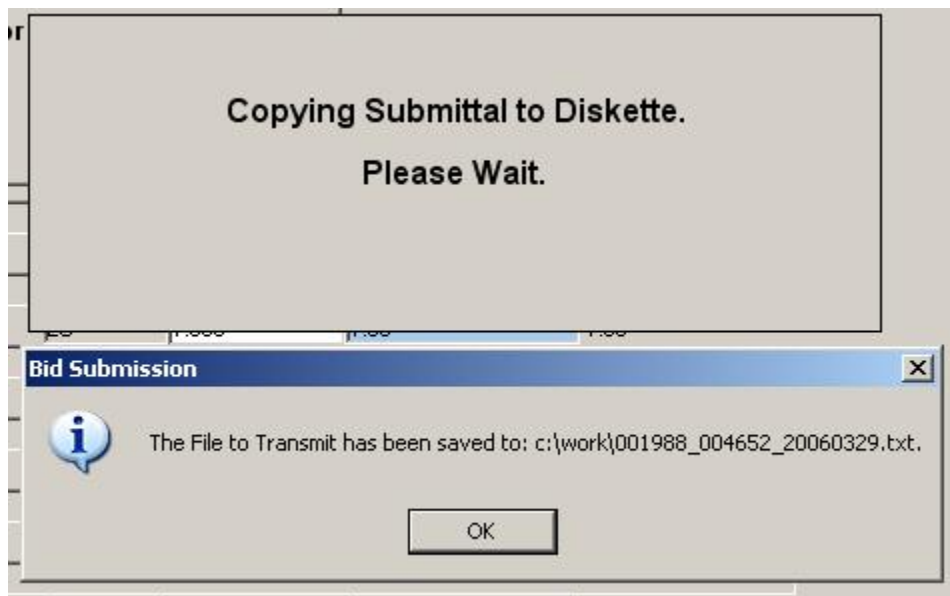 or
Copying Submittal to Diskette.
Please Wait.
Bid Submission
The File to Transmit has been saved to: c:\work\001988_004652_20060329.txt.
OK